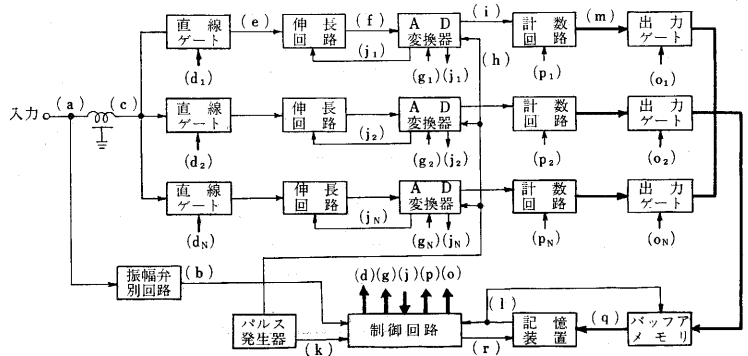 (e) (f) (i) (m)
直線ゲート 伸長回路 AD変換器 計数回路 出力ゲート
(j₁) (h)
(a) (c) (d₁) (g₁) (j₁) (p₁) (o₁)
入力
直線ゲート 伸長回路 AD変換器 計数回路 出力ゲート
(j₂)
(d₂) (g₂) (j₂) (p₂) (o₂)
直線ゲート 伸長回路 AD変換器 計数回路 出力ゲート
(jN)
(dN) (gN) (jN) (pN) (oN)
振幅弁別回路 (b) (d) (g) (j) (p) (o) (l)
パルス発生器 制御回路 記憶装置 (q) バッファメモリ
(k) (r)